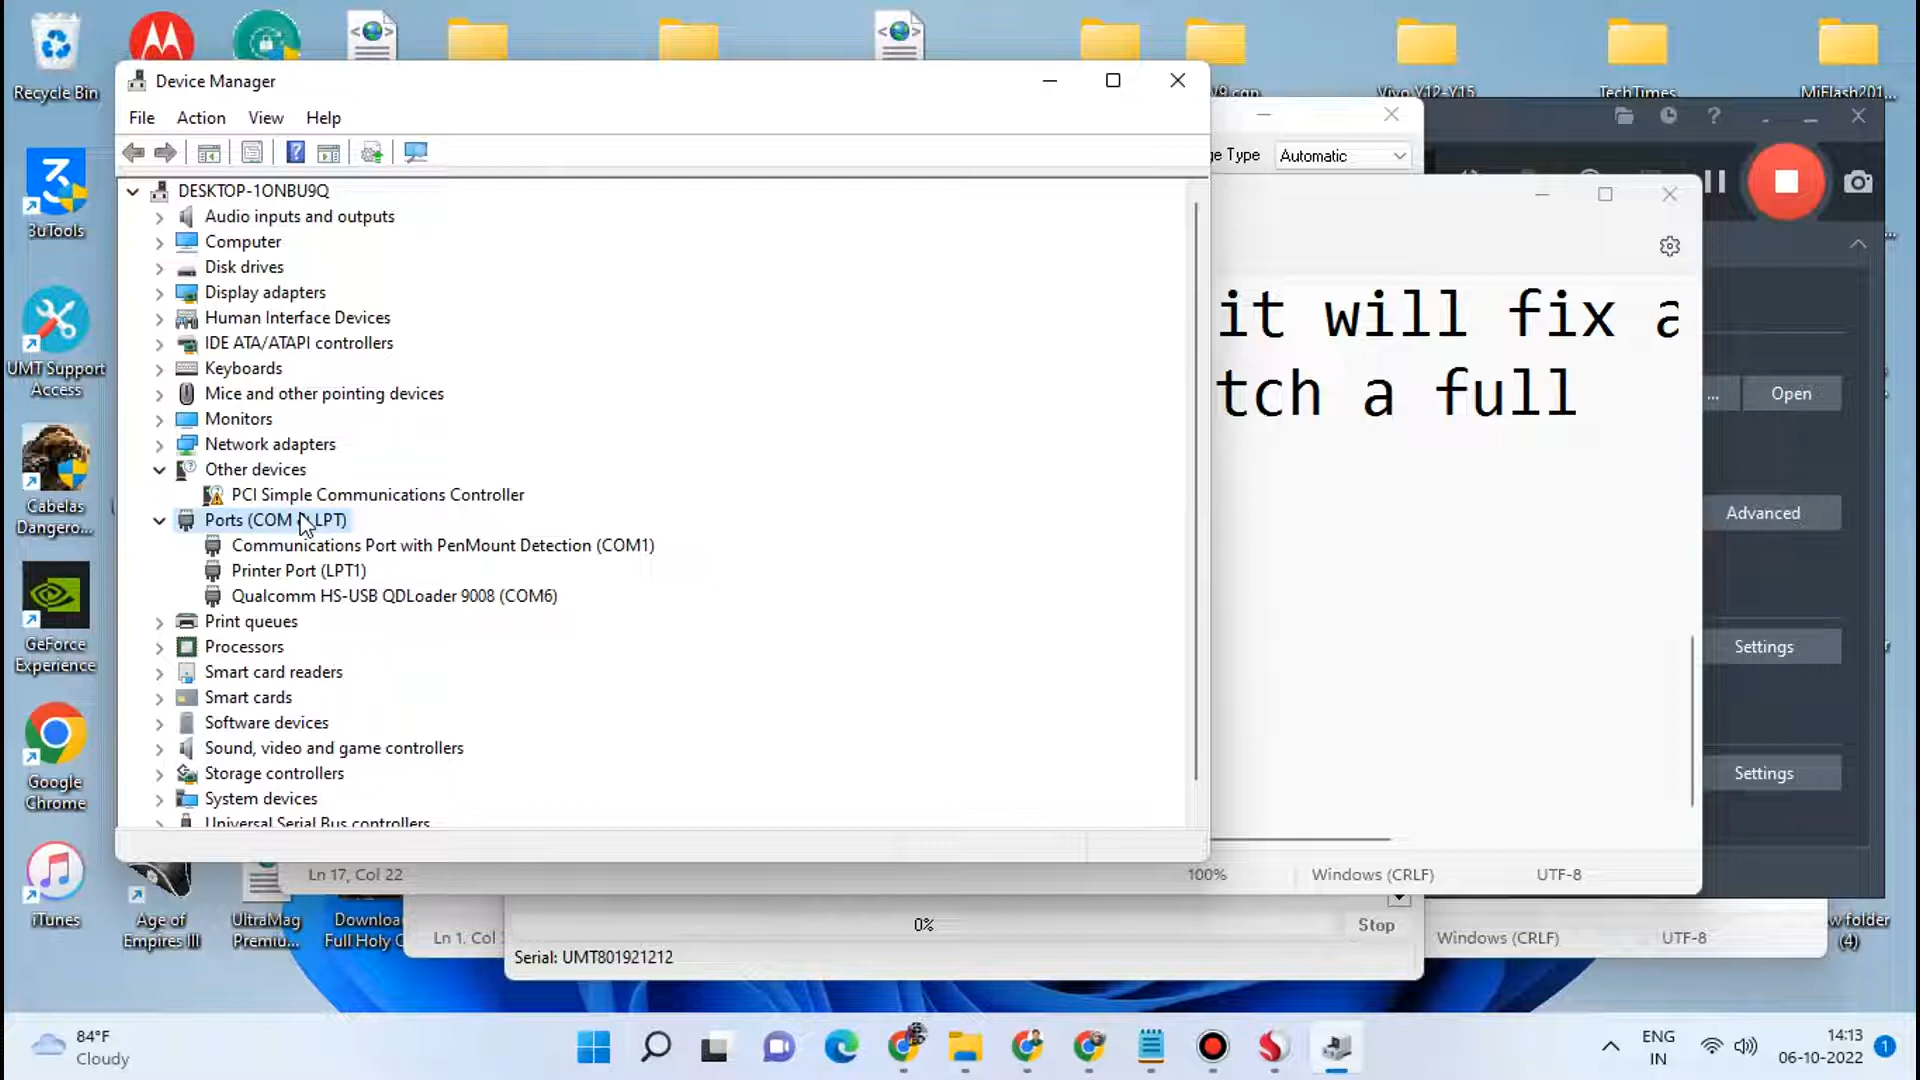 Recycle Bin
3uTools
UMT Support
Access
Cabelas
Dangero...
GeForce
Experience
Google
Chrome
iTunes
Age of
Empires III
UltraMag
Premiu...
Full Holy
Vivo Y12-Y15
TechTimes
MiFlash201...
Device Manager
File Action View Help
DESKTOP-1ONBU9Q
Audio inputs and outputs
Computer
Disk drives
Display adapters
Human Interface Devices
IDE ATA/ATAPI controllers
Keyboards
Mice and other pointing devices
Monitors
Network adapters
Other devices
PCI Simple Communications Controller
Ports (COM LPT)
Communications Port with PenMount Detection (COM1)
Printer Port (LPT1)
Qualcomm HS-USB QDLoader 9008 (COM6)
Print queues
Processors
Smart card readers
Smart cards
Software devices
Sound, video and game controllers
Storage controllers
System devices
Universal Serial Bus controllers
ge Type Automatic
it will fix a
tch a full
... Open
Advanced
Settings
Settings
Ln 17, Col 22 100% Windows (CRLF) UTF-8
Ln 1, Col Windows (CRLF) UTF-8
0% Stop
Serial: UMT801921212
w folder
(4)
84°F
Cloudy
ENG
IN
14:13
06-10-2022
1